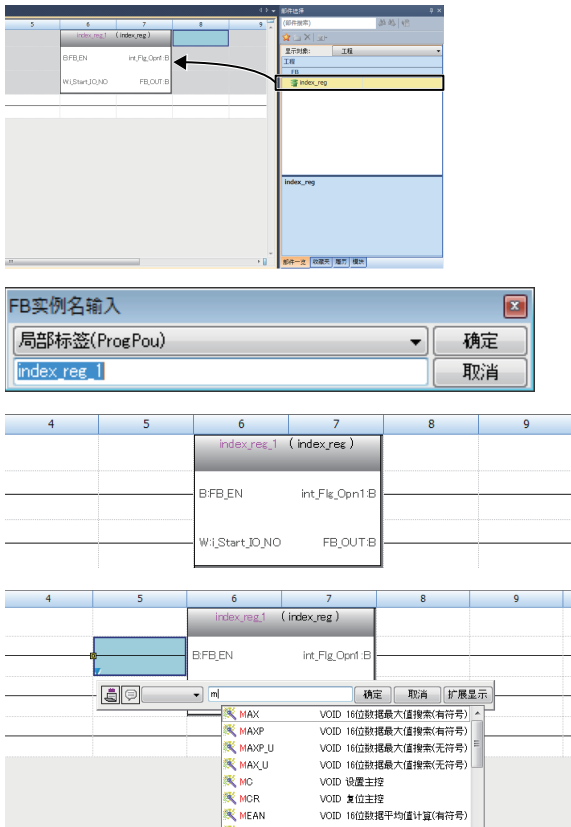 部件选择
5 6 7 8 9
(部件搜索)
index_reg_1 (index_reg)
显示对象: 工程
工程
FB
index_reg
B:FB_EN int_Flg_Opn1:B
W:i_Start_IO_NO FB_OUT:B
index_reg
部件一览 收藏夹 履历 模块
FB实例名输入
局部标签(ProgPou) 确定
index_reg_1 取消
4 5 6 7 8 9
index_reg_1 (index_reg)
B:FB_EN int_Flg_Opn1:B
W:i_Start_IO_NO FB_OUT:B
4 5 6 7 8 9
index_reg_1 (index_reg)
B:FB_EN int_Flg_Opn1:B
m 确定 取消 扩展显示
MAX VOID 16位数据最大值搜索(有符号)
MAXP VOID 16位数据最大值搜索(有符号)
MAXP_U VOID 16位数据最大值搜索(无符号)
MAX_U VOID 16位数据最大值搜索(无符号)
MC VOID 设置主控
MCR VOID 复位主控
MEAN VOID 16位数据平均值计算(有符号)